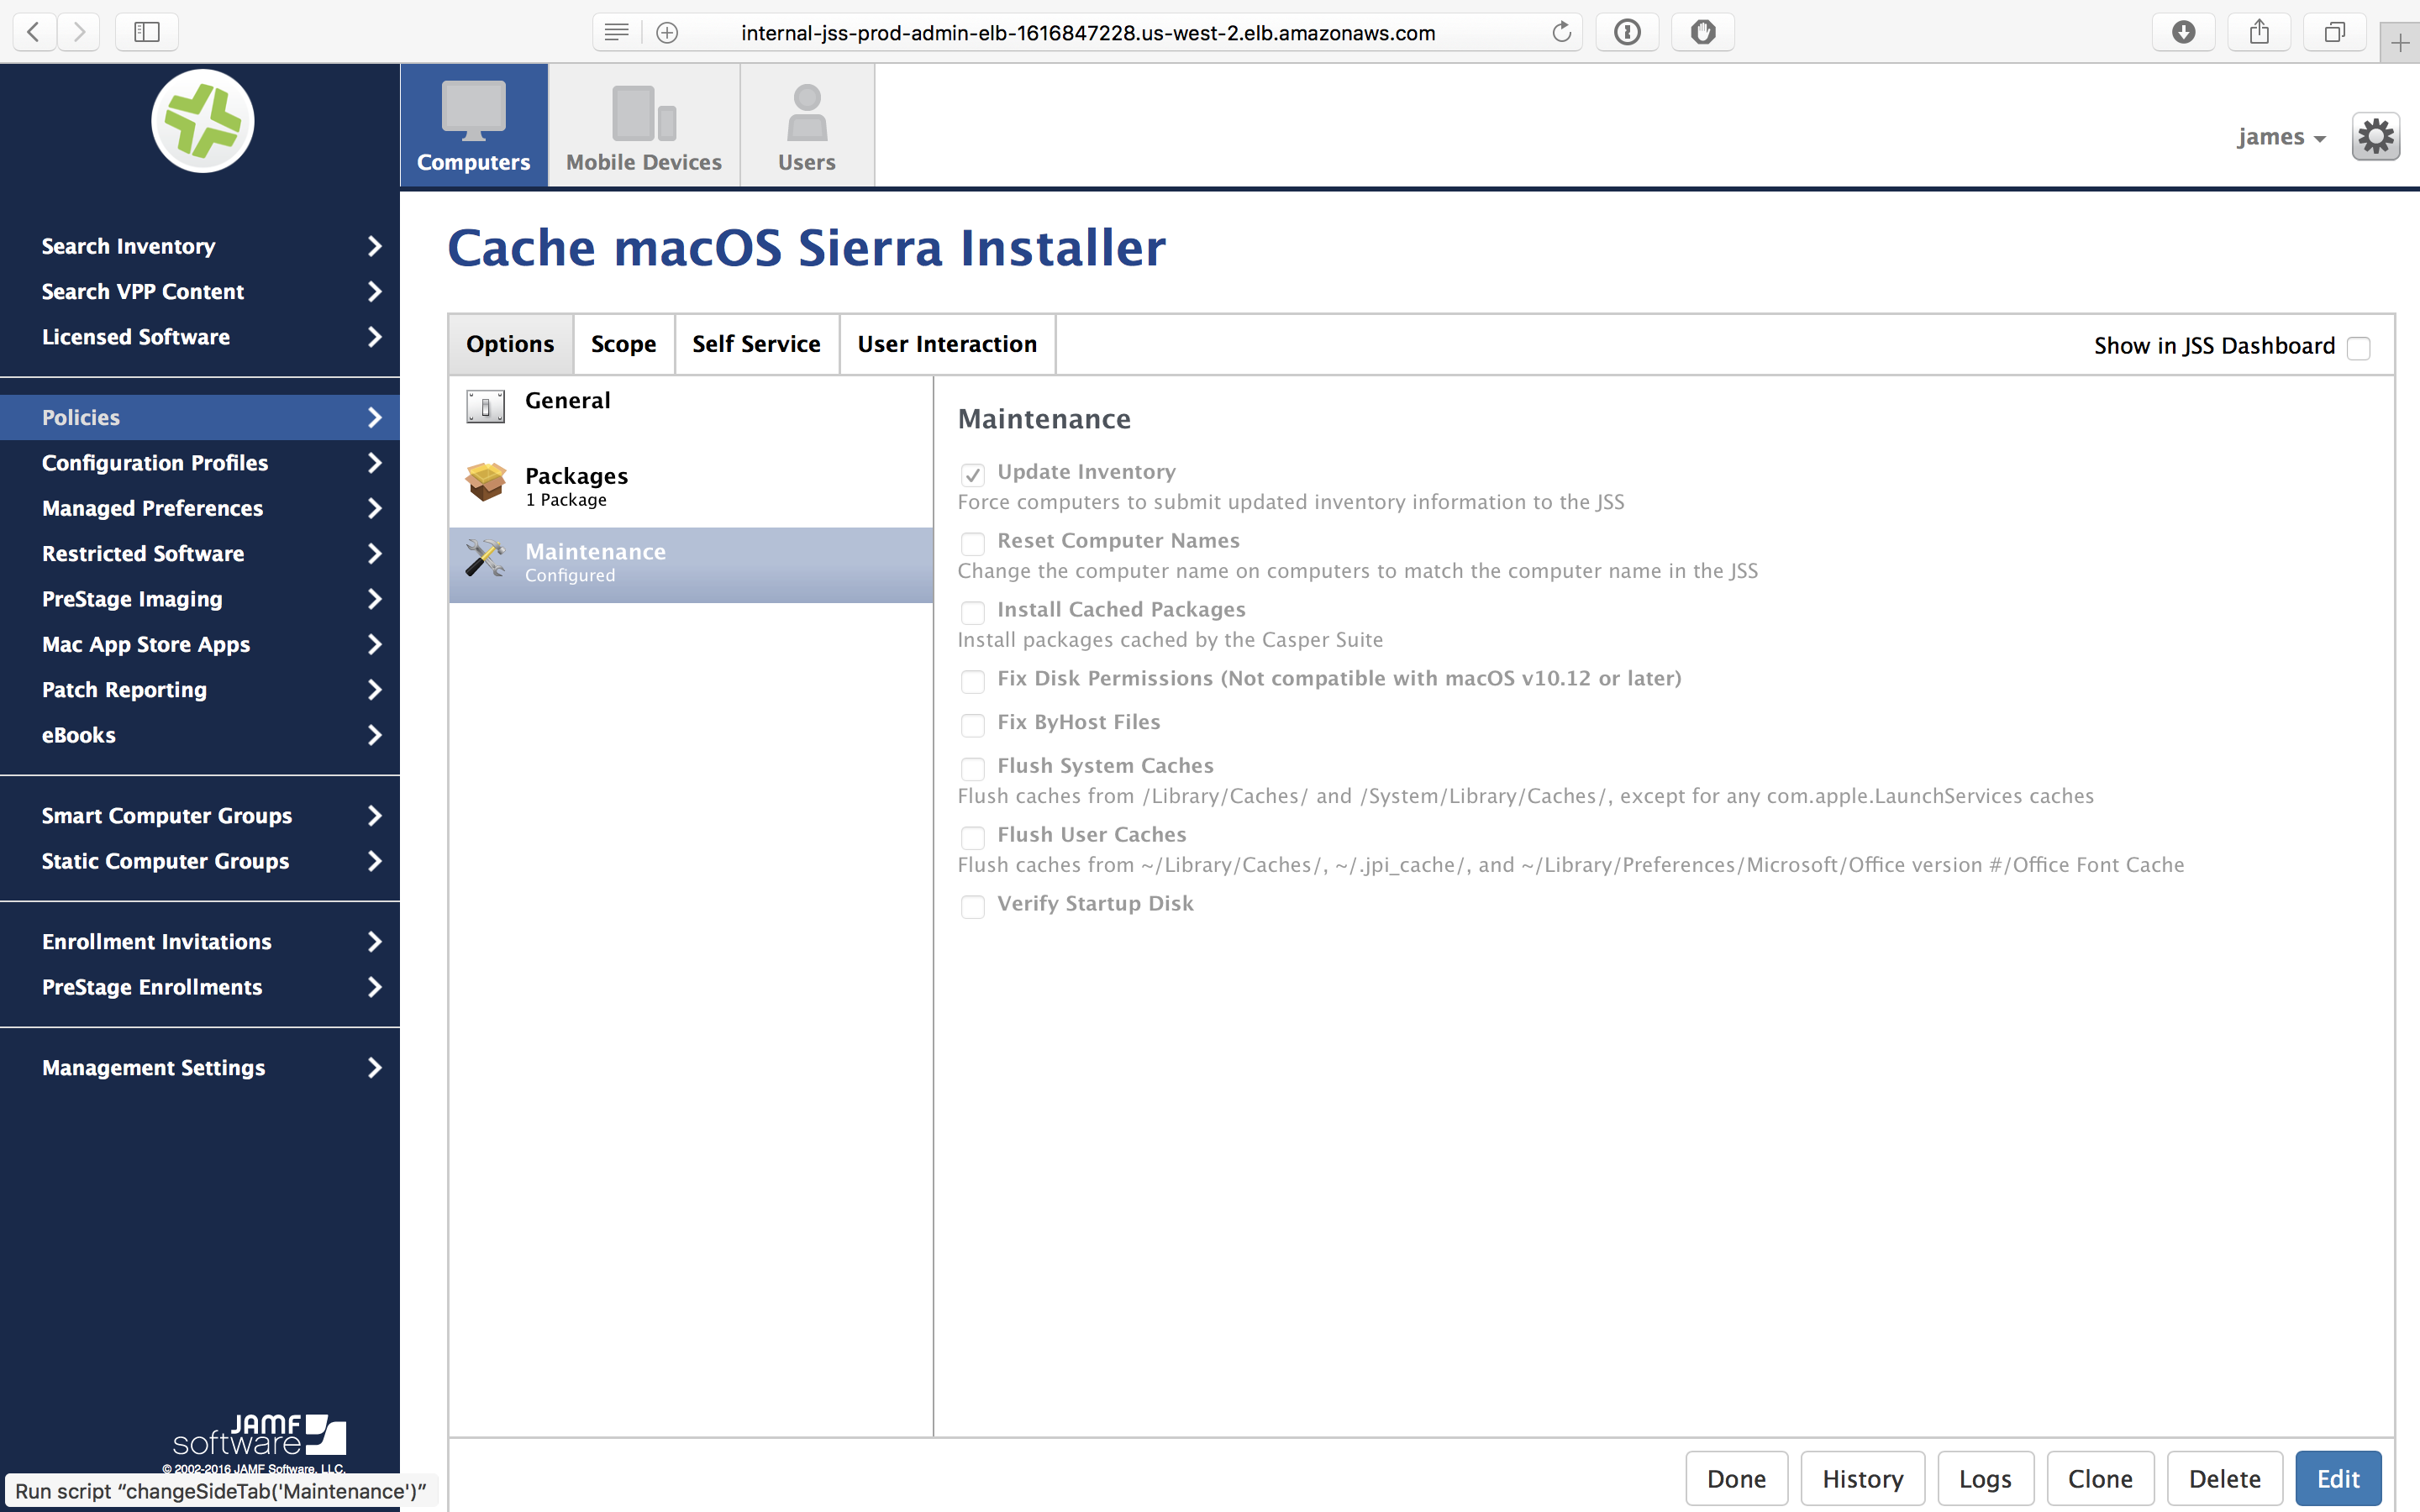 internal-jss-prod-admin-elb-1616847228.us-west-2.elb.amazonaws.com
Computers
Mobile Devices
Users
james
Search Inventory
Search VPP Content
Licensed Software
Policies
Configuration Profiles
Managed Preferences
Restricted Software
PreStage Imaging
Mac App Store Apps
Patch Reporting
eBooks
Smart Computer Groups
Static Computer Groups
Enrollment Invitations
PreStage Enrollments
Management Settings
JAMF
software
© 2002-2016 JAMF Software, LLC.
Run script “changeSideTab('Maintenance')”
Cache macOS Sierra Installer
Options
Scope
Self Service
User Interaction
Show in JSS Dashboard
General
Packages
1 Package
Maintenance
Configured
Maintenance
Update Inventory
Force computers to submit updated inventory information to the JSS
Reset Computer Names
Change the computer name on computers to match the computer name in the JSS
Install Cached Packages
Install packages cached by the Casper Suite
Fix Disk Permissions (Not compatible with macOS v10.12 or later)
Fix ByHost Files
Flush System Caches
Flush caches from /Library/Caches/ and /System/Library/Caches/, except for any com.apple.LaunchServices caches
Flush User Caches
Flush caches from ~/Library/Caches/, ~/.jpi_cache/, and ~/Library/Preferences/Microsoft/Office version #/Office Font Cache
Verify Startup Disk
Done
History
Logs
Clone
Delete
Edit